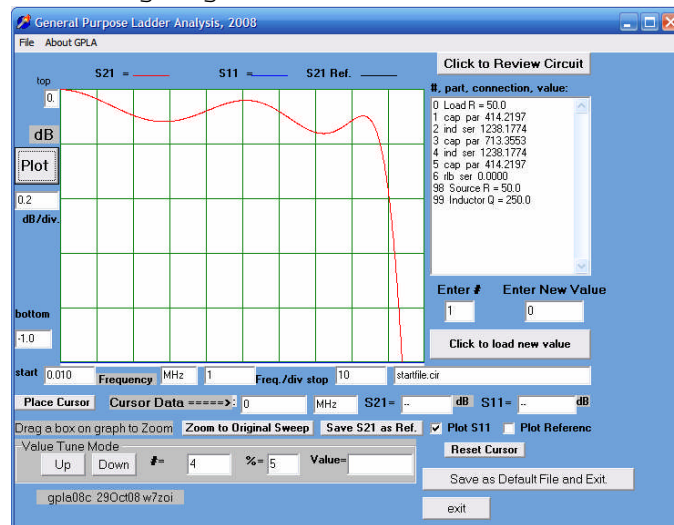 General Purpose Ladder Analysis, 2008
File About GPLA
top S21 = S11 = S21 Ref. Click to Review Circuit
0. #, part, connection, value:
dB
Plot
0.2
dB/div.
bottom
-1.0
0 Load R = 50.0
1 cap par 414.2197
2 ind ser 1238.1774
3 cap par 713.3553
4 ind ser 1238.1774
5 cap par 414.2197
6 rlb ser 0.0000
98 Source R = 50.0
99 Inductor Q = 250.0
Enter # Enter New Value
1 0
Click to load new value
start 0.010 Frequency MHz 1 Freq./div stop 10 startfile.cir
Place Cursor Cursor Data =====>: 0 MHz S21= -- dB S11= -- dB
Drag a box on graph to Zoom Zoom to Original Sweep Save S21 as Ref. Plot S11 Plot Referenc
Value Tune Mode
Up Down #= 4 %= 5 Value=
Reset Cursor
Save as Default File and Exit.
gpla08c 29Oct08 w7zoi
exit